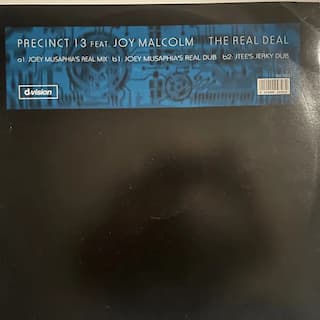 PRECINCT 13 FEAT. JOY MALCOLM THE REAL DEAL
a1. JOEY MUSAPHIA'S REAL MIX b1. JOEY MUSAPHIA'S REAL DUB b2. JTEE'S JERKY DUB
d:vision